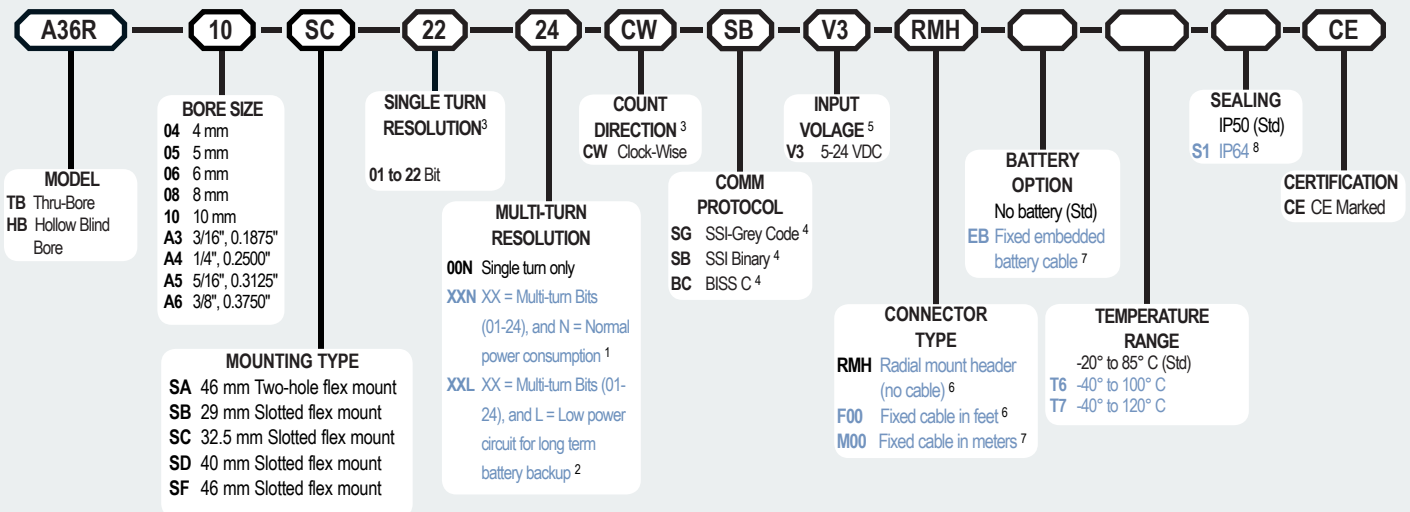 A36R 10 SC 22 24 CW SB V3 RMH CE
MODEL
TB Thru-Bore
HB Hollow Blind
Bore
BORE SIZE
04 4 mm
05 5 mm
06 6 mm
08 8 mm
10 10 mm
A3 3/16", 0.1875"
A4 1/4", 0.2500"
A5 5/16", 0.3125"
A6 3/8", 0.3750"
MOUNTING TYPE
SA 46 mm Two-hole flex mount
SB 29 mm Slotted flex mount
SC 32.5 mm Slotted flex mount
SD 40 mm Slotted flex mount
SF 46 mm Slotted flex mount
SINGLE TURN
RESOLUTION3
01 to 22 Bit
MULTI-TURN
RESOLUTION
00N Single turn only
XXN XX = Multi-turn Bits
(01-24), and N = Normal
power consumption 1
XXL XX = Multi-turn Bits (01-
24), and L = Low power
circuit for long term
battery backup 2
COUNT
DIRECTION 3
CW Clock-Wise
COMM
PROTOCOL
SG SSI-Grey Code 4
SB SSI Binary 4
BC BISS C 4
INPUT
VOLAGE 5
V3 5-24 VDC
CONNECTOR
TYPE
RMH Radial mount header
(no cable) 6
F00 Fixed cable in feet 6
M00 Fixed cable in meters 7
BATTERY
OPTION
No battery (Std)
EB Fixed embedded
battery cable 7
TEMPERATURE
RANGE
-20° to 85° C (Std)
T6 -40° to 100° C
T7 -40° to 120° C
SEALING
IP50 (Std)
S1 IP64 8
CERTIFICATION
CE CE Marked